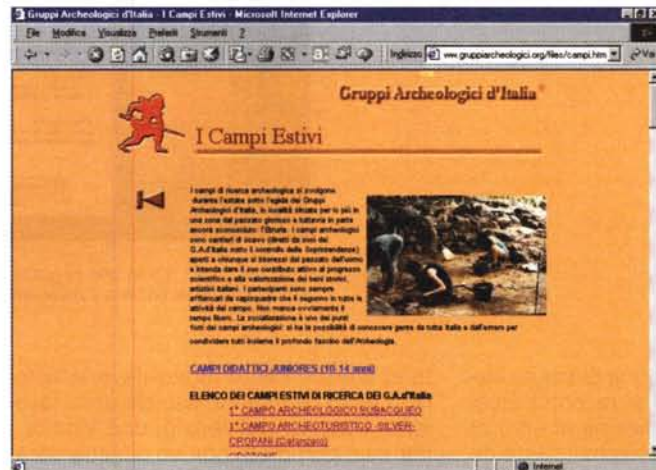 Gruppi Archeologici d'Italia - I Campi Estivi - Microsoft Internet Explorer
File Modifica Visualizza Preferiti Strumenti ?
Indirizzo www.gruppiarcheologici.org/files/campi.htm Vai
Gruppi Archeologici d'Italia
I Campi Estivi
I campi di ricerca archeologica si svolgono
durante l'estate sotto l'egida dei Gruppi
Archeologici d'Italia, in località situate per lo più in
una zona dal passato glorioso e tuttavia in parte
ancora sconosciuto: l'Etruria. I campi archeologici
sono cantieri di scavo (diretti da soci dei
G.A.d'Italia sotto il controllo delle Soprintendenze)
aperti a chiunque si interessi del passato dell'uomo
e intenda dare il suo contributo attivo al progresso
scientifico e alla valorizzazione dei beni storici,
artistici italiani. I partecipanti sono sempre
affiancati da capisquadra che li seguono in tutte le
attività del campo. Non manca ovviamente il
tempo libero. La socializzazione è uno dei punti
forti dei campi archeologici: si ha la possibilità di conoscere gente da tutta Italia e dall'estero per
condividere tutti insieme il profondo fascino dell'Archeologia.
CAMPI DIDATTICI JUNIORES (10-14 anni)
ELENCO DEI CAMPI ESTIVI DI RICERCA DEI G.A.d'Italia
1° CAMPO ARCHEOLOGICO SUBACQUEO
1° CAMPO ARCHEOTURISTICO -SILVER-
CROPANI (Catanzaro)
CROTONE
Internet